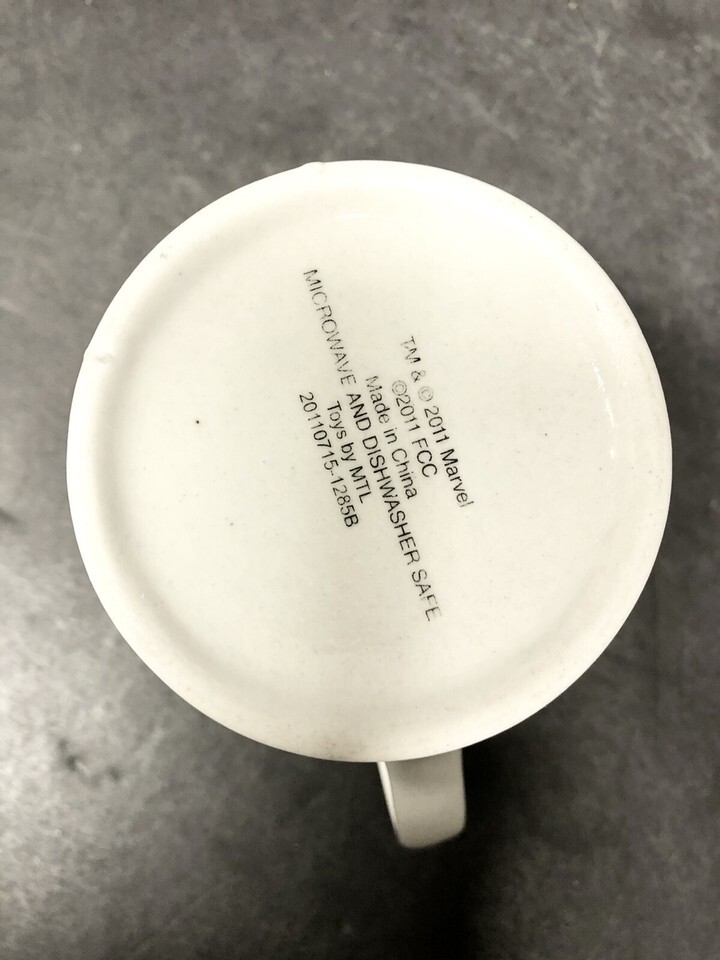 TM & © 2011 Marvel
©2011 FCC
Made in China
MICROWAVE AND DISHWASHER SAFE
Toys by MTL
20110715-1285B